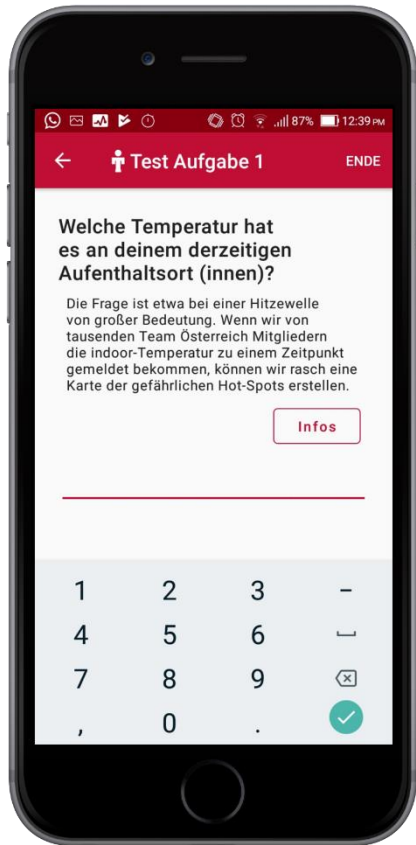 87% 12:39 PM
Test Aufgabe 1 ENDE
Welche Temperatur hat
es an deinem derzeitigen
Aufenthaltsort (innen)?
Die Frage ist etwa bei einer Hitzewelle
von großer Bedeutung. Wenn wir von
tausenden Team Österreich Mitgliedern
die indoor-Temperatur zu einem Zeitpunkt
gemeldet bekommen, können wir rasch eine
Karte der gefährlichen Hot-Spots erstellen.
Infos
1 2 3 –
4 5 6
7 8 9
, 0 .